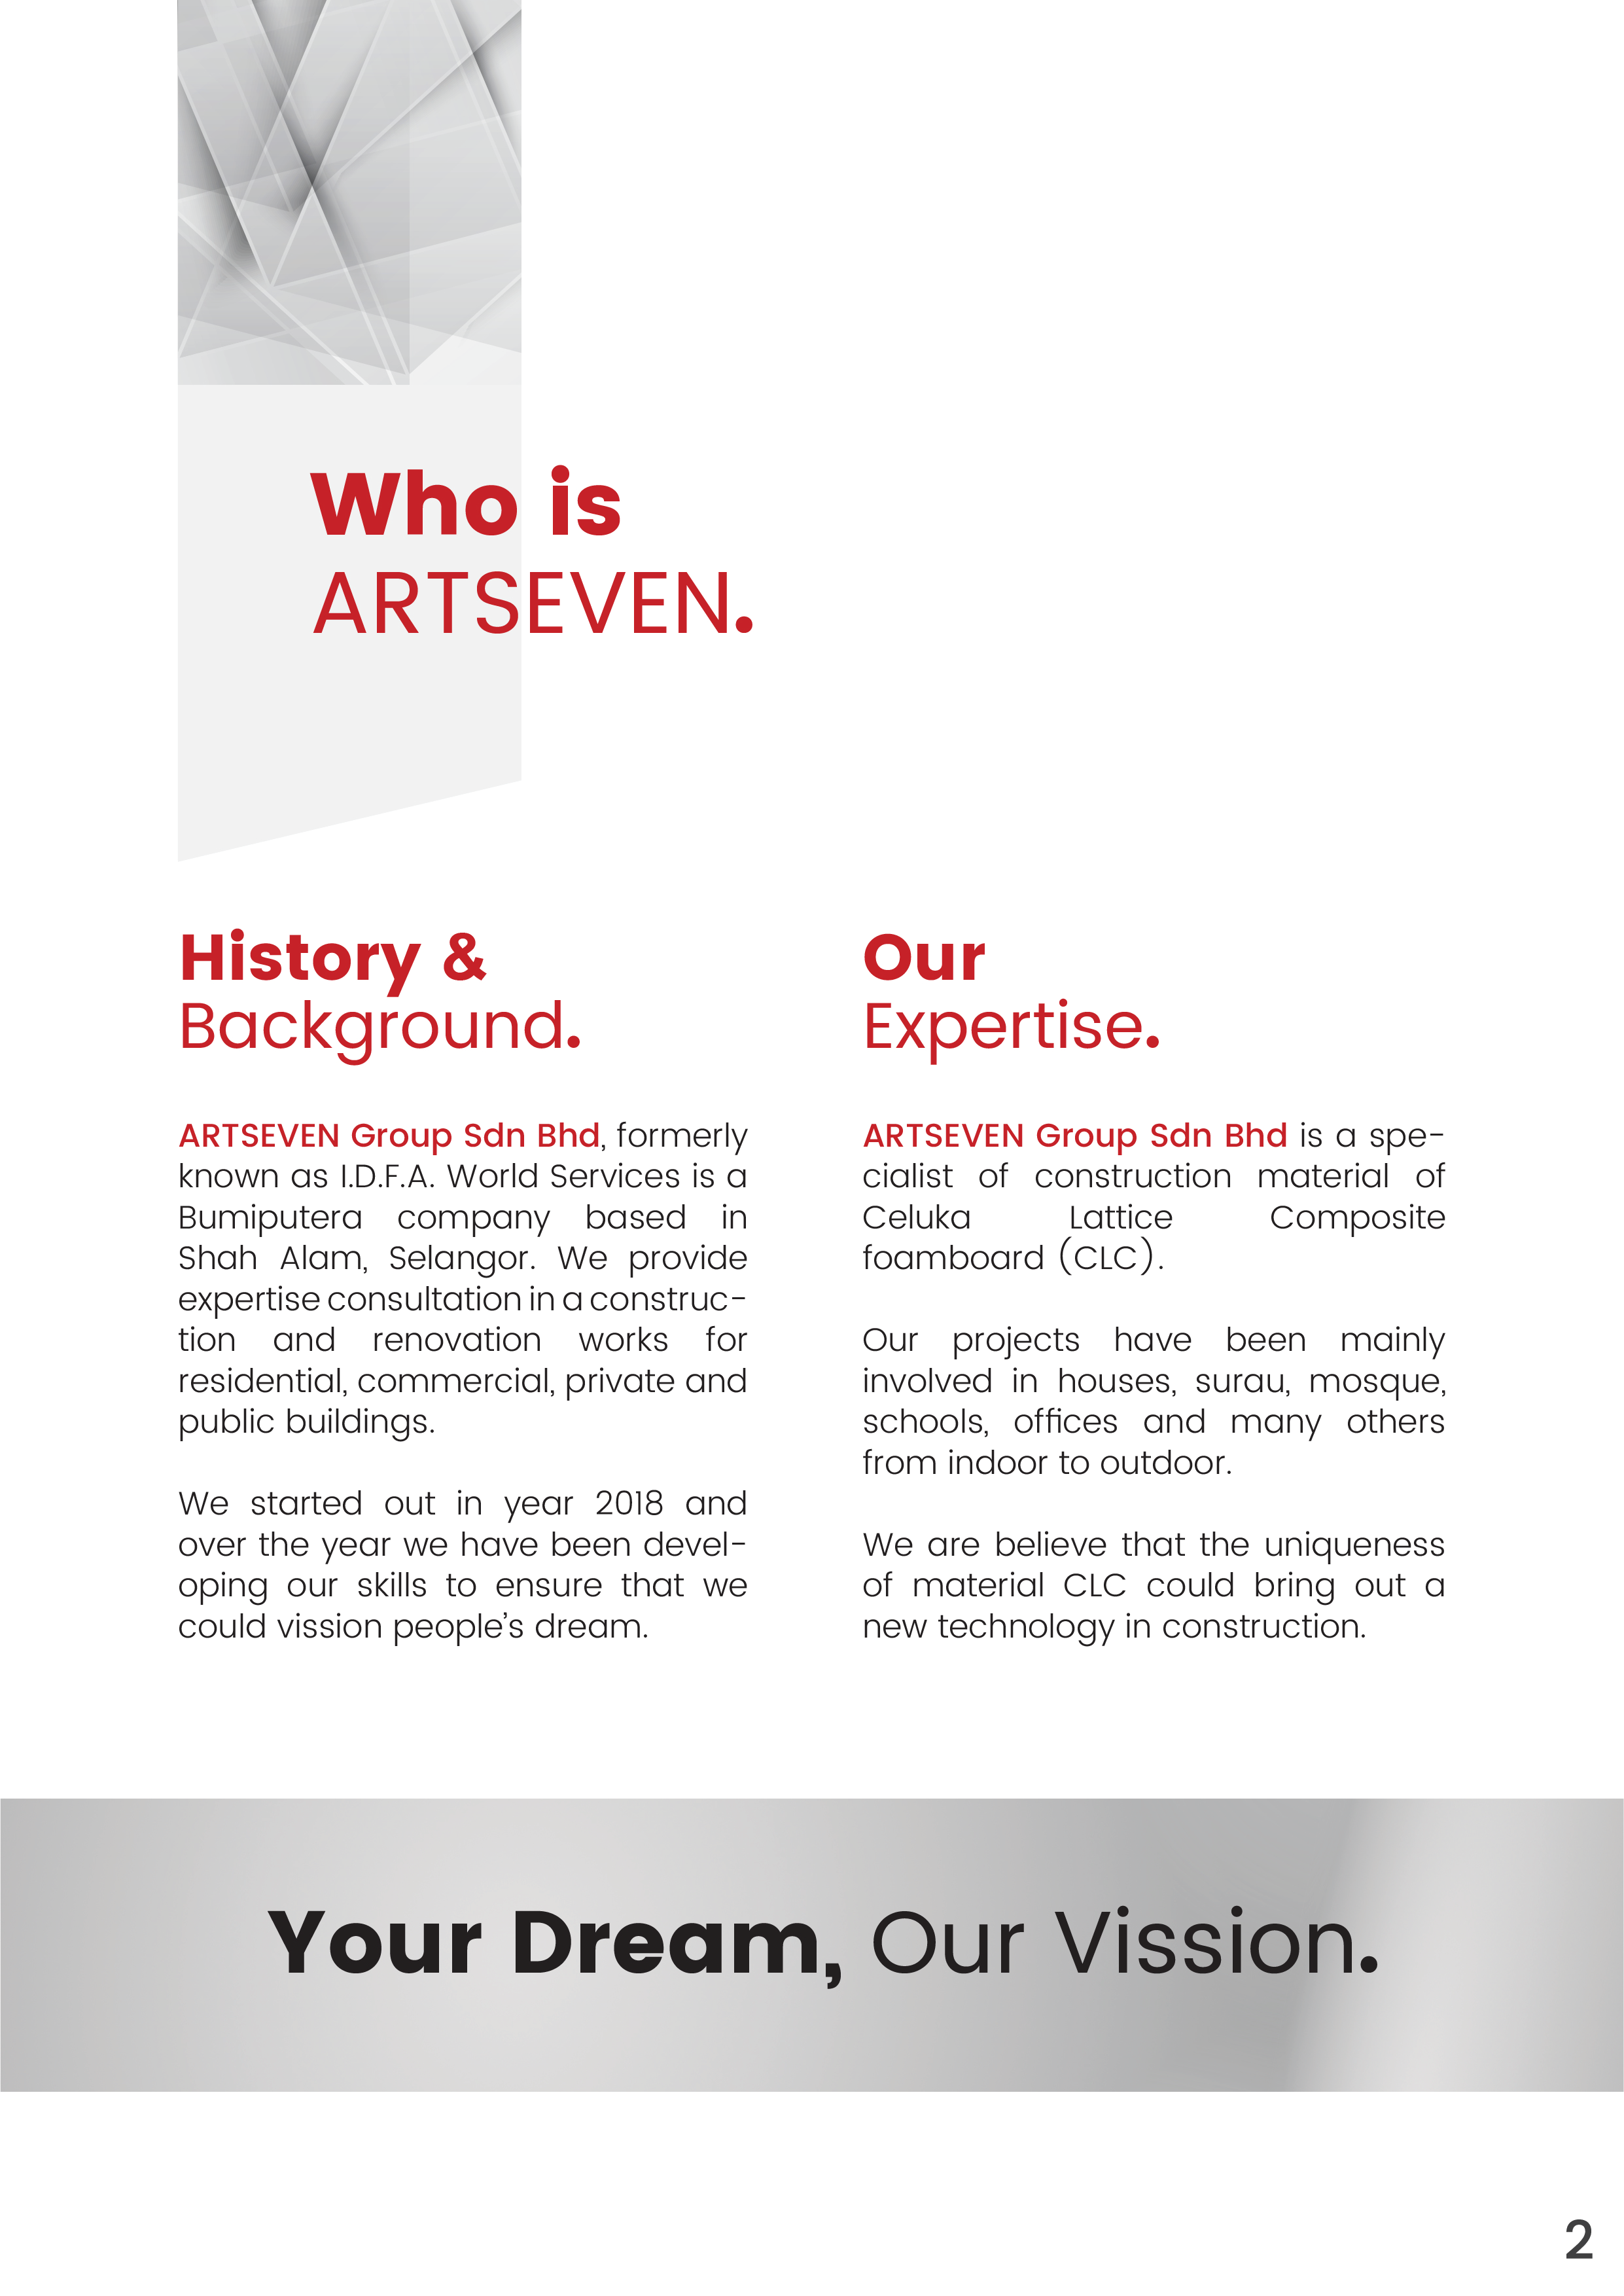 Who is
ARTSEVEN.
History &
Background.
ARTSEVEN Group Sdn Bhd, formerly
known as I.D.F.A. World Services is a
Bumiputera company based in
Shah Alam, Selangor. We provide
expertise consultation in a construc-
tion and renovation works for
residential, commercial, private and
public buildings.
We started out in year 2018 and
over the year we have been devel-
oping our skills to ensure that we
could vission people’s dream.
Our
Expertise.
ARTSEVEN Group Sdn Bhd is a spe-
cialist of construction material of
Celuka Lattice Composite
foamboard (CLC).
Our projects have been mainly
involved in houses, surau, mosque,
schools, offices and many others
from indoor to outdoor.
We are believe that the uniqueness
of material CLC could bring out a
new technology in construction.
Your Dream, Our Vission.
2